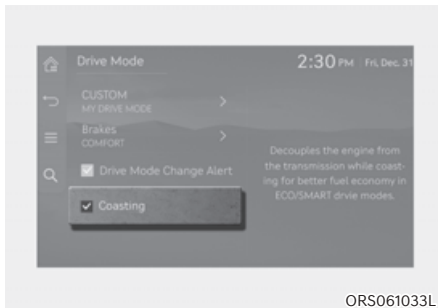 Drive Mode
2:30 PM Fri, Dec. 31
CUSTOM
MY DRIVE MODE
Brakes
COMFORT
Drive Mode Change Alert
Coasting
Decouples the engine from
the transmission while coast-
ing for better fuel economy in
ECO/SMART drvie modes.
ORS061033L